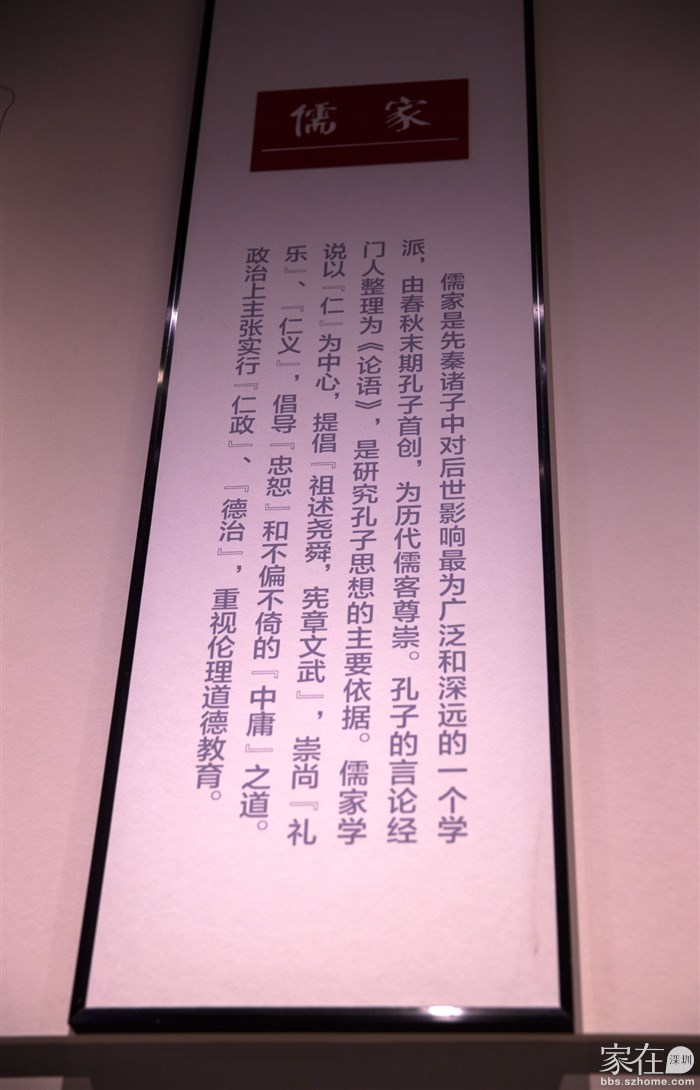 儒家
儒家是先秦诸子中对后世影响最为广泛和深远的一个学
派，由春秋末期孔子首创，为历代儒客尊崇。孔子的言论经
门人整理为《论语》，是研究孔子思想的主要依据。儒家学
说以『仁』为中心，提倡『祖述尧舜，宪章文武』，崇尚『礼
乐』、『仁义』，倡导『忠恕』和不偏不倚的『中庸』之道。
政治上主张实行『仁政』、『德治』，重视伦理道德教育。
家在深圳
bbs.szhome.com